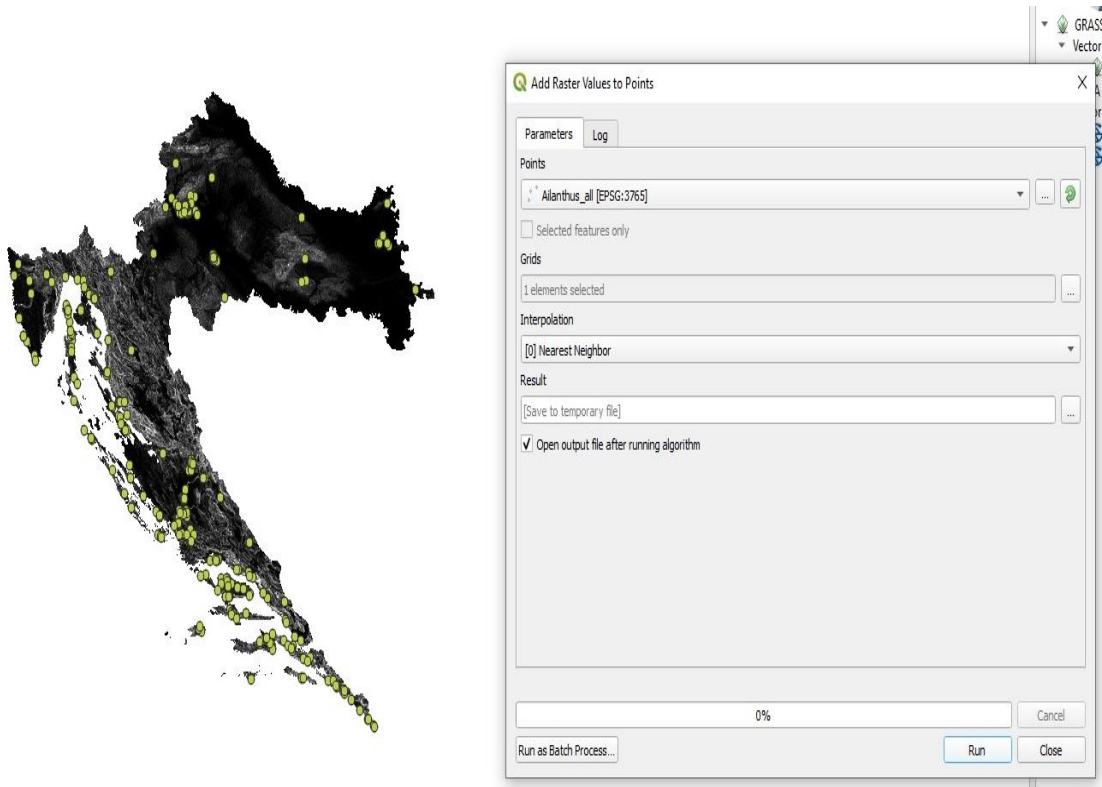 GRASS
Vector
Add Raster Values to Points
Parameters
Log
Points
Ailanthus_all [EPSG:3765]
...
Selected features only
Grids
1 elements selected
...
Interpolation
[0] Nearest Neighbor
Result
[Save to temporary file]
...
Open output file after running algorithm
0%
Cancel
Run as Batch Process...
Run
Close